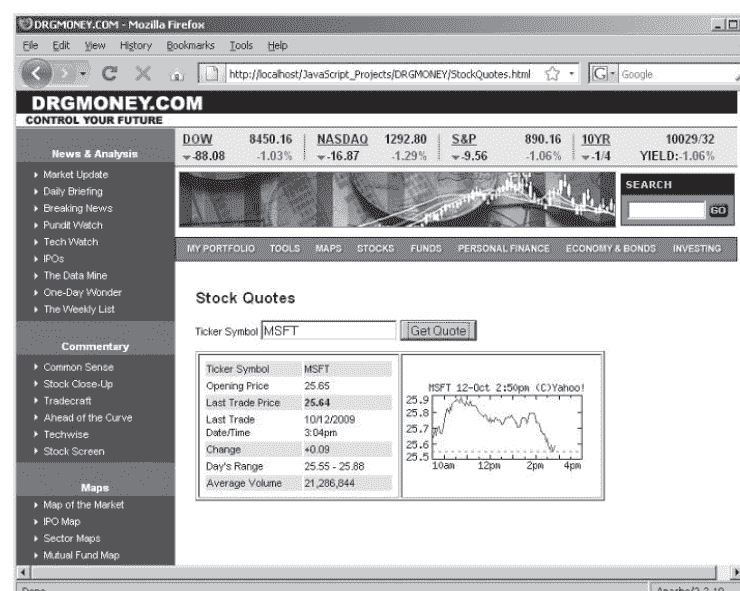 DRGMONEY.COM - Mozilla Firefox
File Edit View History Bookmarks Tools Help
http://localhost/JavaScript_Projects/DRGMONEY/StockQuotes.html G Google
DRGMONEY.COM
CONTROL YOUR FUTURE
DOW 8450.16 NASDAQ 1292.80 S&P 890.16 10YR 10029/32
-88.08 -1.03% -16.87 -1.29% -9.56 -1.06% -1/4 YIELD:-1.06%
SEARCH
GO
MY PORTFOLIO TOOLS MAPS STOCKS FUNDS PERSONAL FINANCE ECONOMY & BONDS INVESTING
News & Analysis
Market Update
Daily Briefing
Breaking News
Pundit Watch
Tech Watch
IPOs
The Data Mine
One-Day Wonder
The Weekly List
Commentary
Common Sense
Stock Close-Up
Tradecraft
Ahead of the Curve
Techwise
Stock Screen
Maps
Map of the Market
IPO Map
Sector Maps
Mutual Fund Map
Stock Quotes
Ticker Symbol MSFT Get Quote
Ticker Symbol MSFT
Opening Price 25.65
Last Trade Price 25.64
Last Trade 10/12/2009
Date/Time 3:04pm
Change +0.09
Day's Range 25.55 - 25.88
Average Volume 21,286,844
MSFT 12-Oct 2:50pm (C)Yahoo!
25.9
25.8
25.7
25.6
25.5
10am 12pm 2pm 4pm